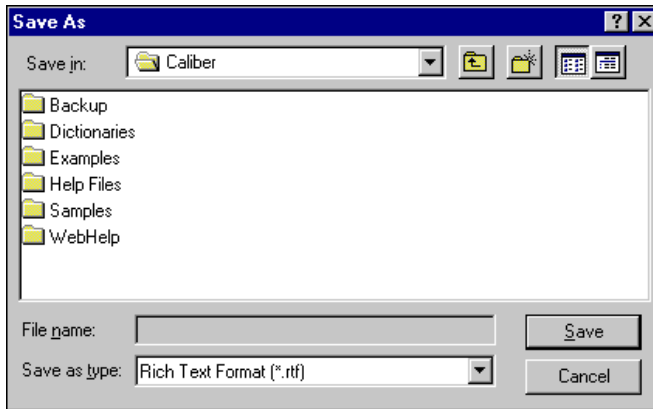 Save As
Save in: Caliber
Backup
Dictionaries
Examples
Help Files
Samples
WebHelp
File name: Save
Save as type: Rich Text Format (*.rtf) Cancel